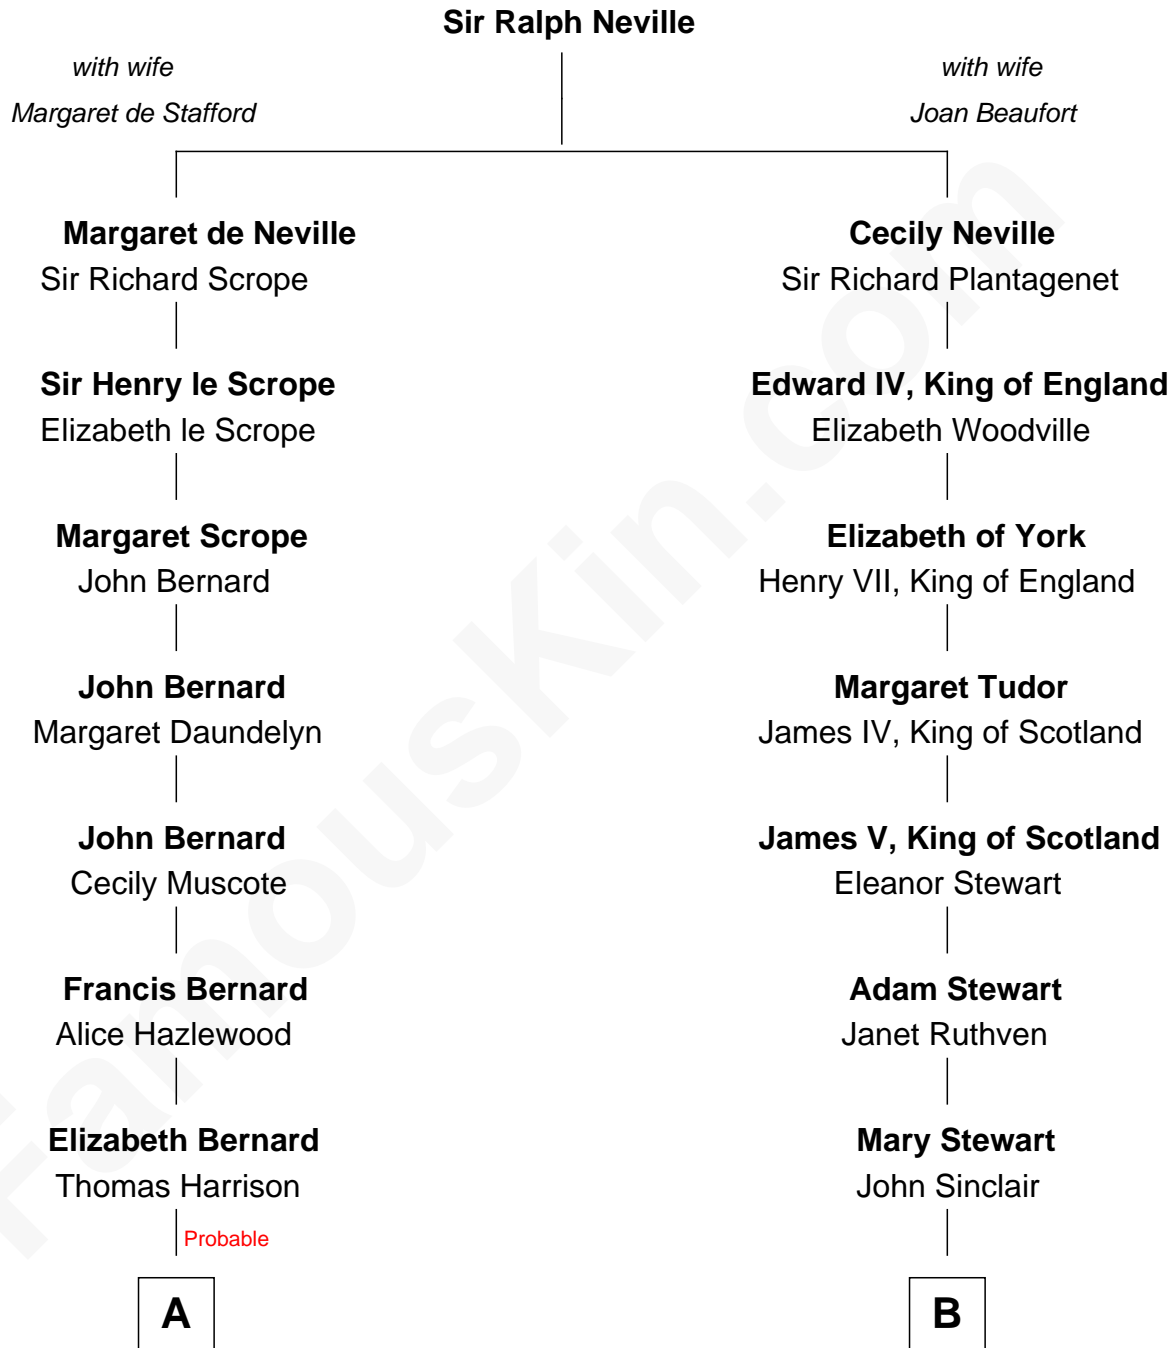 Sir Ralph Neville
with wife
Margaret de Stafford
with wife
Joan Beaufort
Margaret de Neville
Sir Richard Scrope
Cecily Neville
Sir Richard Plantagenet
Sir Henry le Scrope
Elizabeth le Scrope
Edward IV, King of England
Elizabeth Woodville
Margaret Scrope
John Bernard
Elizabeth of York
Henry VII, King of England
John Bernard
Margaret Daundelyn
Margaret Tudor
James IV, King of Scotland
John Bernard
Cecily Muscote
James V, King of Scotland
Eleanor Stewart
Francis Bernard
Alice Hazlewood
Adam Stewart
Janet Ruthven
Elizabeth Bernard
Thomas Harrison
Mary Stewart
John Sinclair
Probable
A
B
FamousKin.com